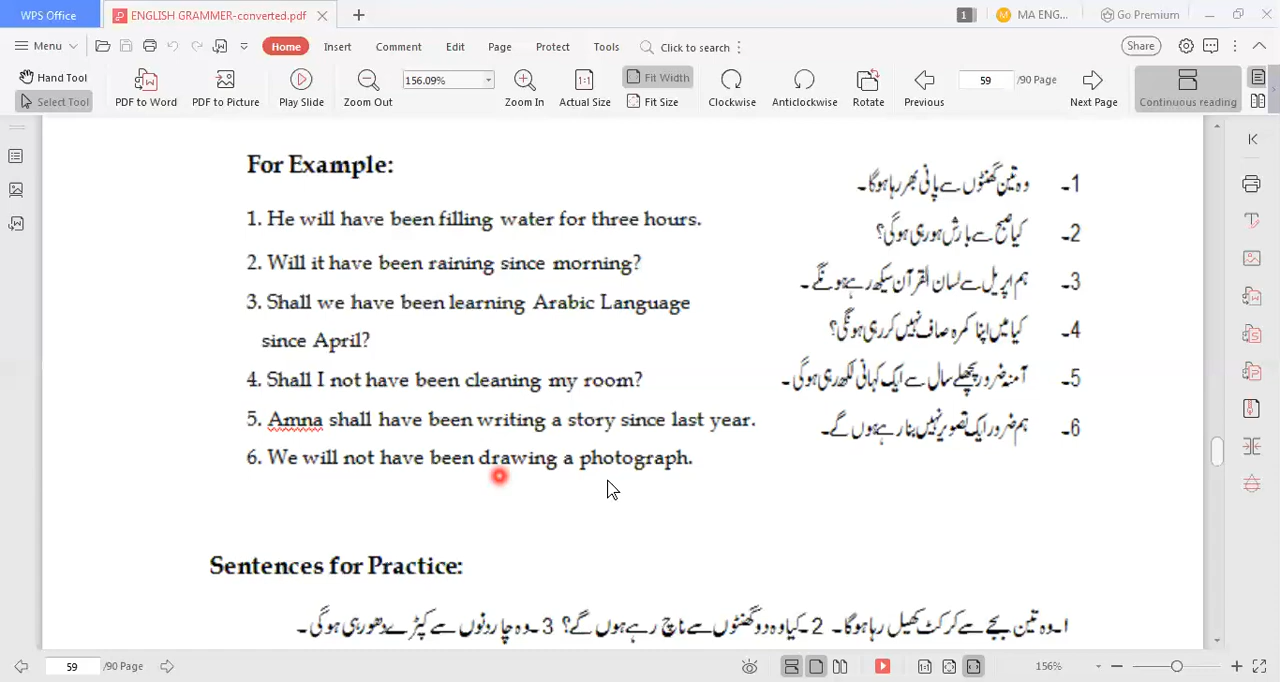 WPS Office
ENGLISH GRAMMER-converted.pdf
1
MA ENG...
Go Premium
Menu
Home
Insert
Comment
Edit
Page
Protect
Tools
Click to search
Share
Hand Tool
Select Tool
PDF to Word
PDF to Picture
Play Slide
Zoom Out
156.09%
Zoom In
1:1
Actual Size
Fit Width
Fit Size
Clockwise
Anticlockwise
Rotate
Previous
59
/90 Page
Next Page
Continuous reading
For Example:
1. He will have been filling water for three hours.
2. Will it have been raining since morning?
3. Shall we have been learning Arabic Language
since April?
4. Shall I not have been cleaning my room?
5. Amna shall have been writing a story since last year.
6. We will not have been drawing a photograph.
1۔ وہ تین گھنٹوں سے پانی بھر رہا ہوگا۔
2۔ کیا صبح سے بارش ہو رہی ہوگی؟
3۔ ہم اپریل سے لسان القرآن سیکھ رہے ہونگے۔
4۔ کیا میں اپنا کمرہ صاف نہیں کر رہی ہونگی؟
5۔ آمنہ ضرور پچھلے سال سے ایک کہانی لکھ رہی ہوگی۔
6۔ ہم ضرور ایک تصویر نہیں بنا رہے ہوں گے۔
Sentences for Practice:
ا۔ وہ تین بجے سے کرکٹ کھیل رہا ہوگا۔ 2۔ کیا وہ دو گھنٹوں سے ناچ رہے ہوں گے؟ 3۔ وہ چار دنوں سے کپڑے دھو رہی ہوگی۔
59
/90 Page
156%